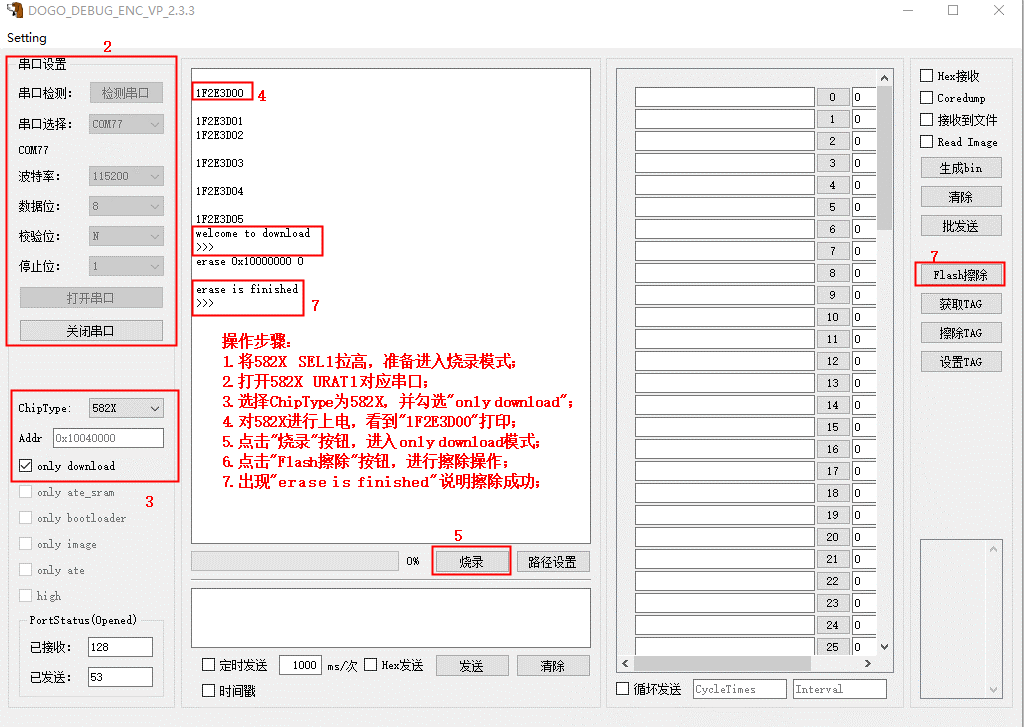 DOGO_DEBUG_ENC_VP_2.3.3
Setting
2
串口设置
串口检测:
检测串口
串口选择:
COM77
COM77
波特率:
115200
数据位:
8
校验位:
N
停止位:
1
打开串口
关闭串口
ChipType:
582X
Addr
0x10040000
only download
3
only ate_sram
only bootloader
only image
only ate
high
PortStatus(Opened)
已接收:
128
已发送:
53
1F2E3D00
4
1F2E3D01
1F2E3D02
1F2E3D03
1F2E3D04
1F2E3D05
welcome to download
>>>
erase 0x10000000 0
erase is finished
>>>
7
操作步骤:
1.将582X SEL1拉高，准备进入烧录模式;
2.打开582X URAT1对应串口;
3.选择ChipType为582X，并勾选"only download";
4.对582X进行上电，看到"1F2E3D00"打印;
5.点击"烧录"按钮，进入only download模式;
6.点击"Flash擦除"按钮，进行擦除操作;
7.出现"erase is finished"说明擦除成功;
5
0%
烧录
路径设置
定时发送
1000
ms/次
Hex发送
发送
清除
时间戳
0 0
1 0
2 0
3 0
4 0
5 0
6 0
7 0
8 0
9 0
10 0
11 0
12 0
13 0
14 0
15 0
16 0
17 0
18 0
19 0
20 0
21 0
22 0
23 0
24 0
25 0
循环发送
CycleTimes
Interval
Hex接收
Coredump
接收到文件
Read Image
生成bin
清除
批发送
7
Flash擦除
获取TAG
擦除TAG
设置TAG